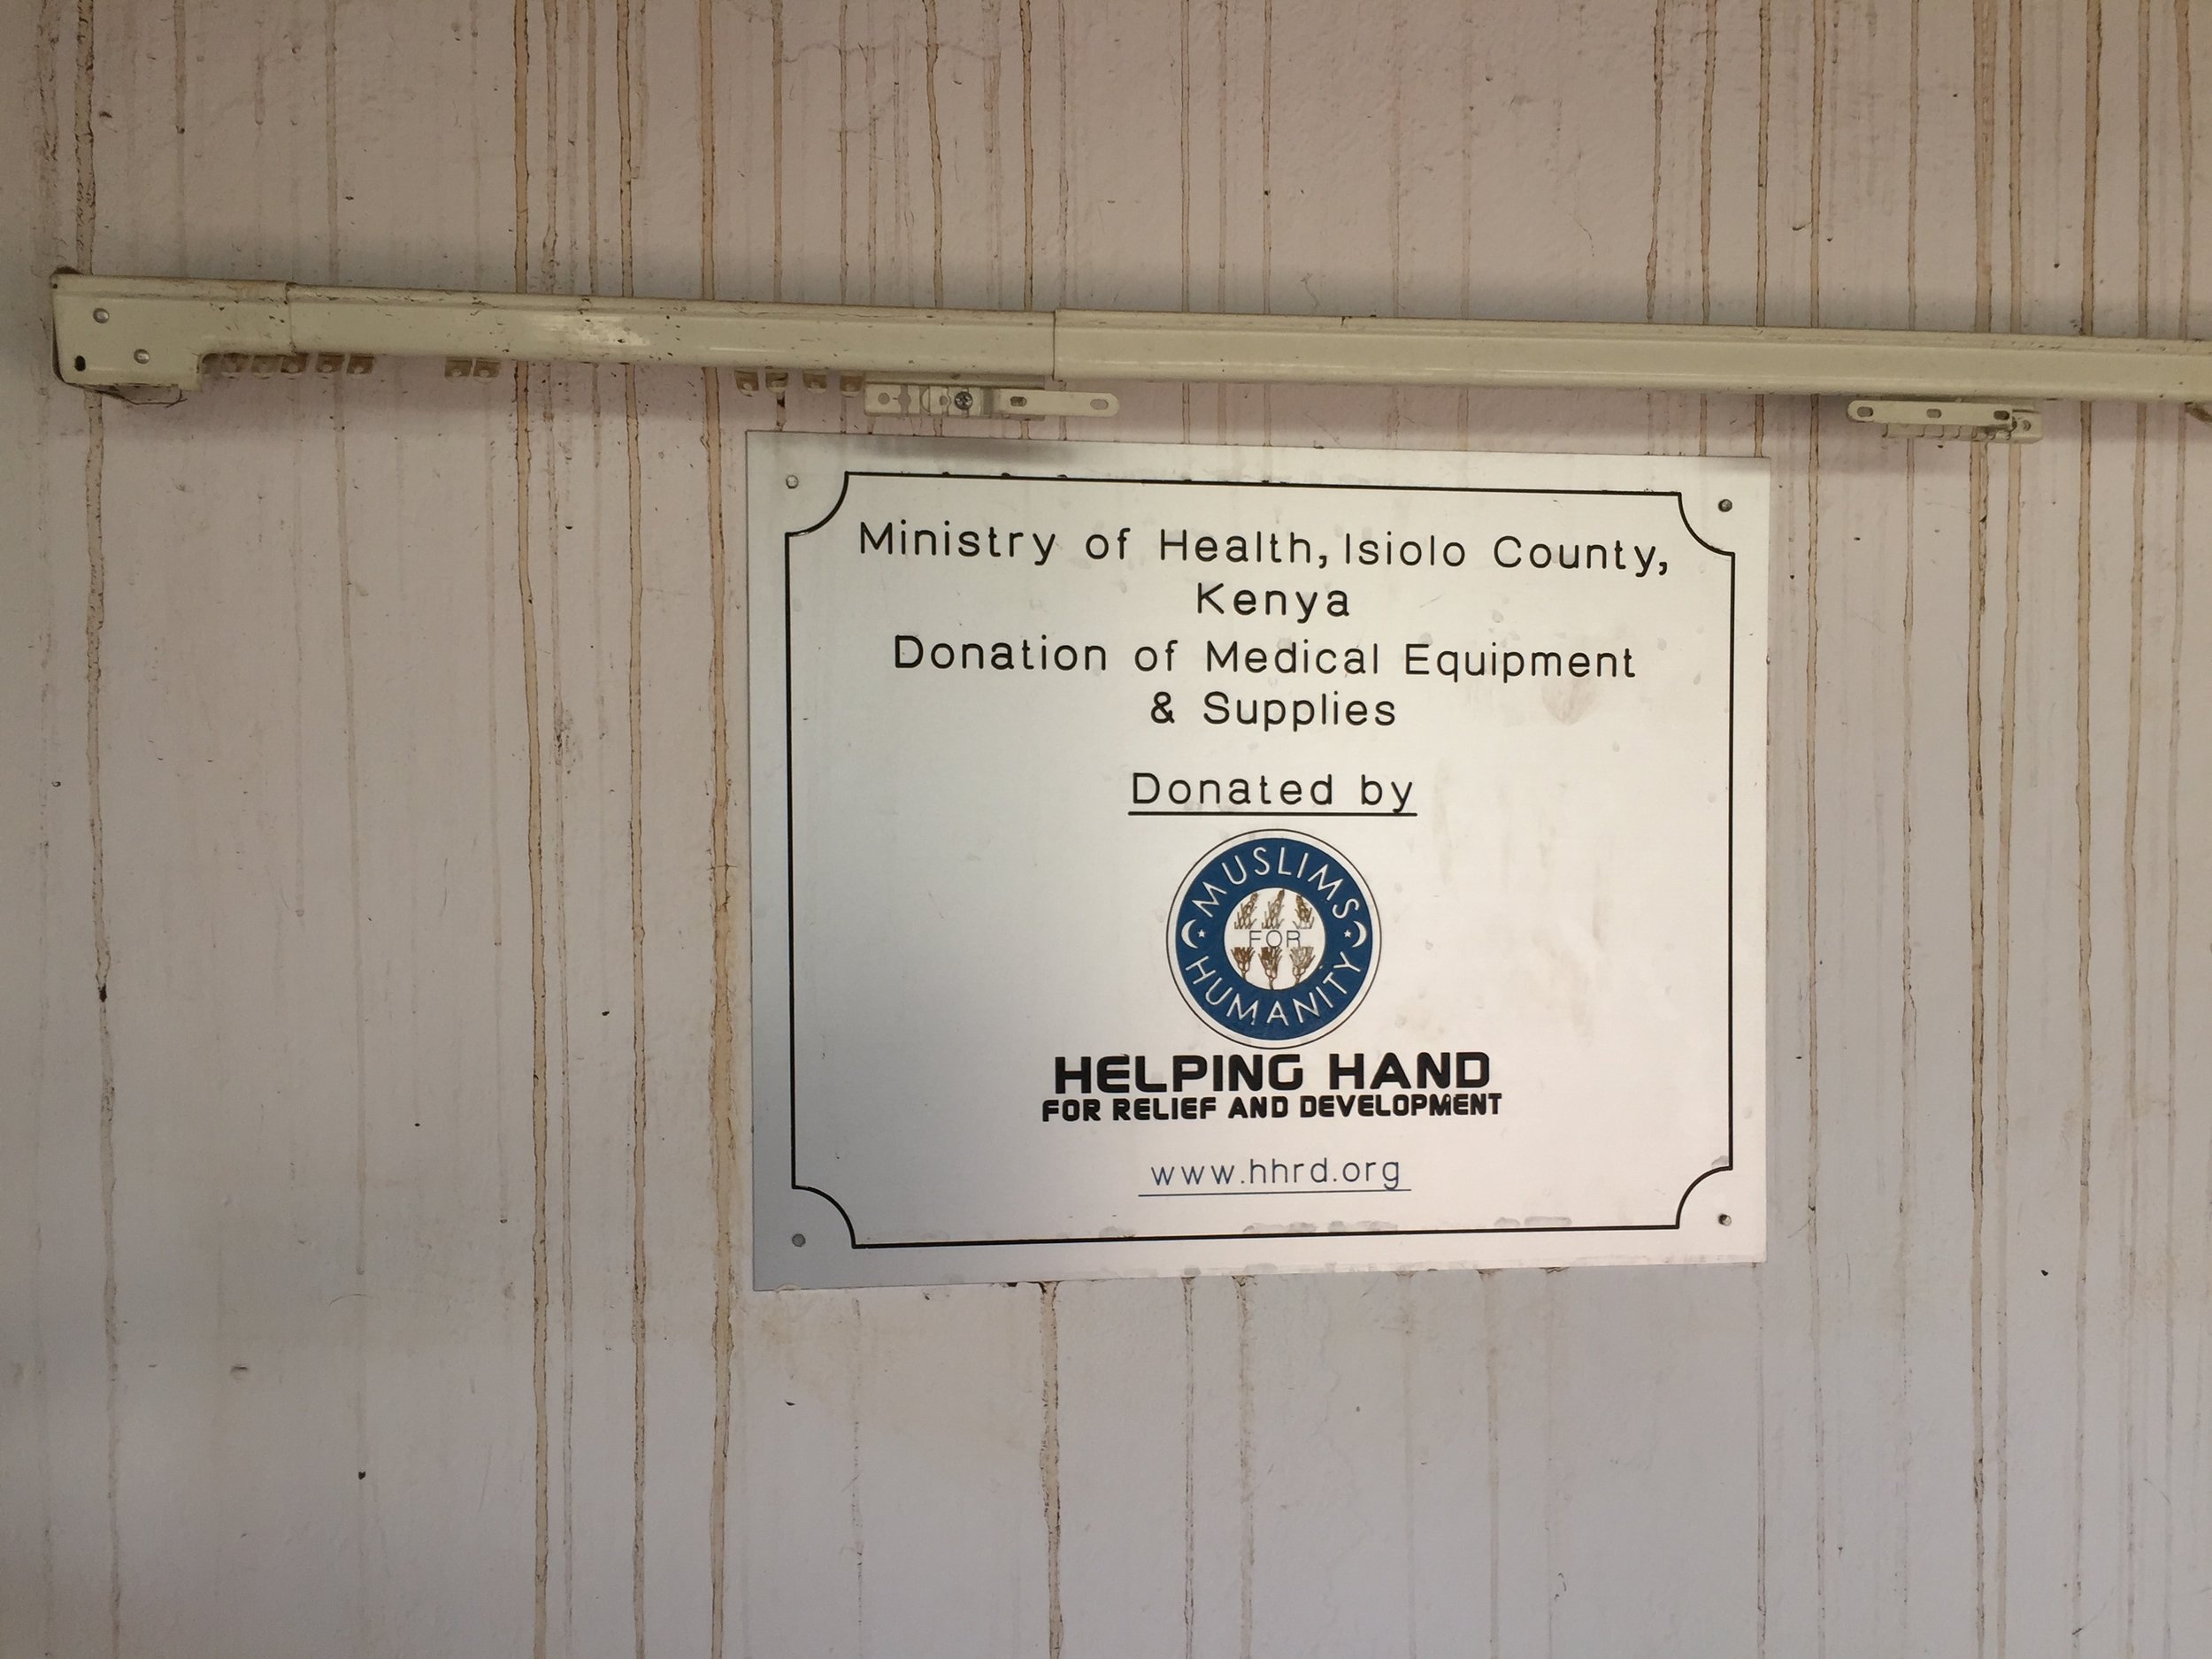 Ministry of Health, Isiolo County,
Kenya
Donation of Medical Equipment
& Supplies
Donated by
MUSLIMS
FOR
HUMANITY
HELPING HAND
FOR RELIEF AND DEVELOPMENT
www.hhrd.org